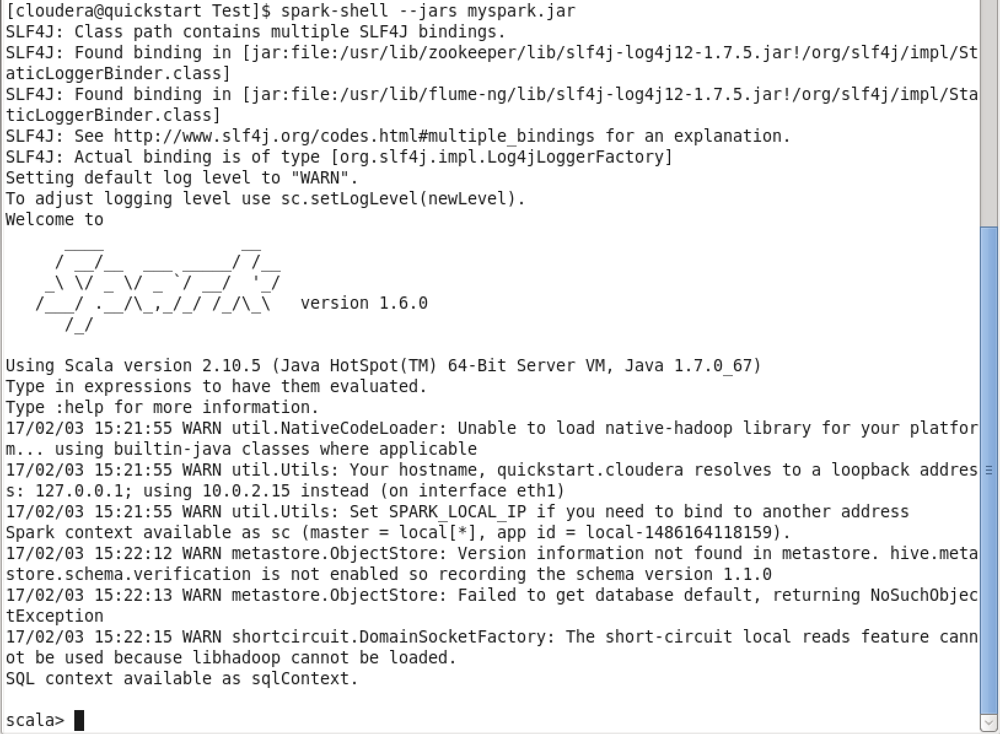 [cloudera@quickstart Test]$ spark-shell --jars myspark.jar
SLF4J: Class path contains multiple SLF4J bindings.
SLF4J: Found binding in [jar:file:/usr/lib/zookeeper/lib/slf4j-log4j12-1.7.5.jar!/org/slf4j/impl/St
aticLoggerBinder.class]
SLF4J: Found binding in [jar:file:/usr/lib/flume-ng/lib/slf4j-log4j12-1.7.5.jar!/org/slf4j/impl/Sta
ticLoggerBinder.class]
SLF4J: See http://www.slf4j.org/codes.html#multiple_bindings for an explanation.
SLF4J: Actual binding is of type [org.slf4j.impl.Log4jLoggerFactory]
Setting default log level to "WARN".
To adjust logging level use sc.setLogLevel(newLevel).
Welcome to
      ____              __
     / __/__  ___ _____/ /__
    _\ \/ _ \/ _ `/ __/  '_/
   /___/ .__/\_,_/_/ /_/\_\   version 1.6.0
      /_/
Using Scala version 2.10.5 (Java HotSpot(TM) 64-Bit Server VM, Java 1.7.0_67)
Type in expressions to have them evaluated.
Type :help for more information.
17/02/03 15:21:55 WARN util.NativeCodeLoader: Unable to load native-hadoop library for your platfor
m... using builtin-java classes where applicable
17/02/03 15:21:55 WARN util.Utils: Your hostname, quickstart.cloudera resolves to a loopback addres
s: 127.0.0.1; using 10.0.2.15 instead (on interface eth1)
17/02/03 15:21:55 WARN util.Utils: Set SPARK_LOCAL_IP if you need to bind to another address
Spark context available as sc (master = local[*], app id = local-1486164118159).
17/02/03 15:22:12 WARN metastore.ObjectStore: Version information not found in metastore. hive.meta
store.schema.verification is not enabled so recording the schema version 1.1.0
17/02/03 15:22:13 WARN metastore.ObjectStore: Failed to get database default, returning NoSuchObjec
tException
17/02/03 15:22:15 WARN shortcircuit.DomainSocketFactory: The short-circuit local reads feature cann
ot be used because libhadoop cannot be loaded.
SQL context available as sqlContext.
scala>